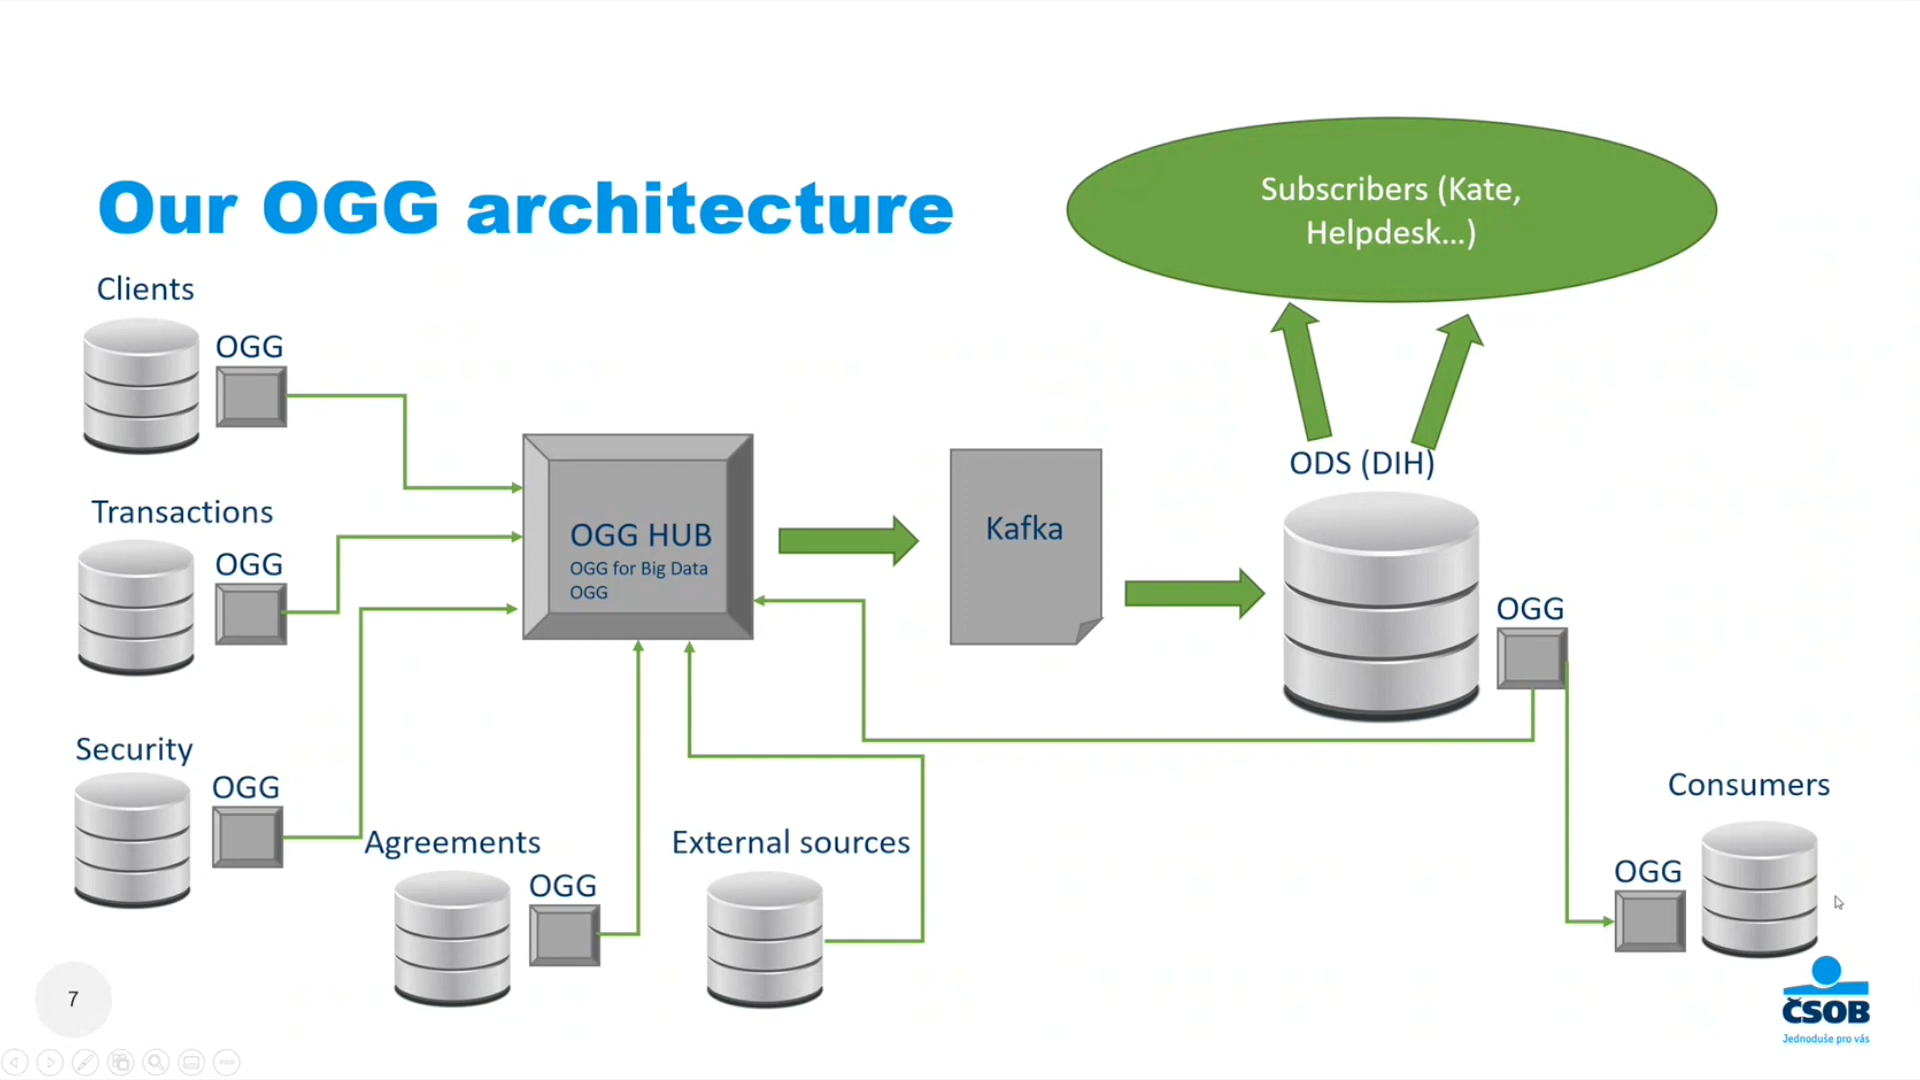 Our OGG architecture
Subscribers (Kate,
Helpdesk...)
Clients
OGG
Transactions
OGG
Security
OGG
Agreements
OGG
External sources
OGG HUB
OGG for Big Data
OGG
Kafka
ODS (DIH)
OGG
Consumers
OGG
7
ČSOB
Jednoduše pro vás